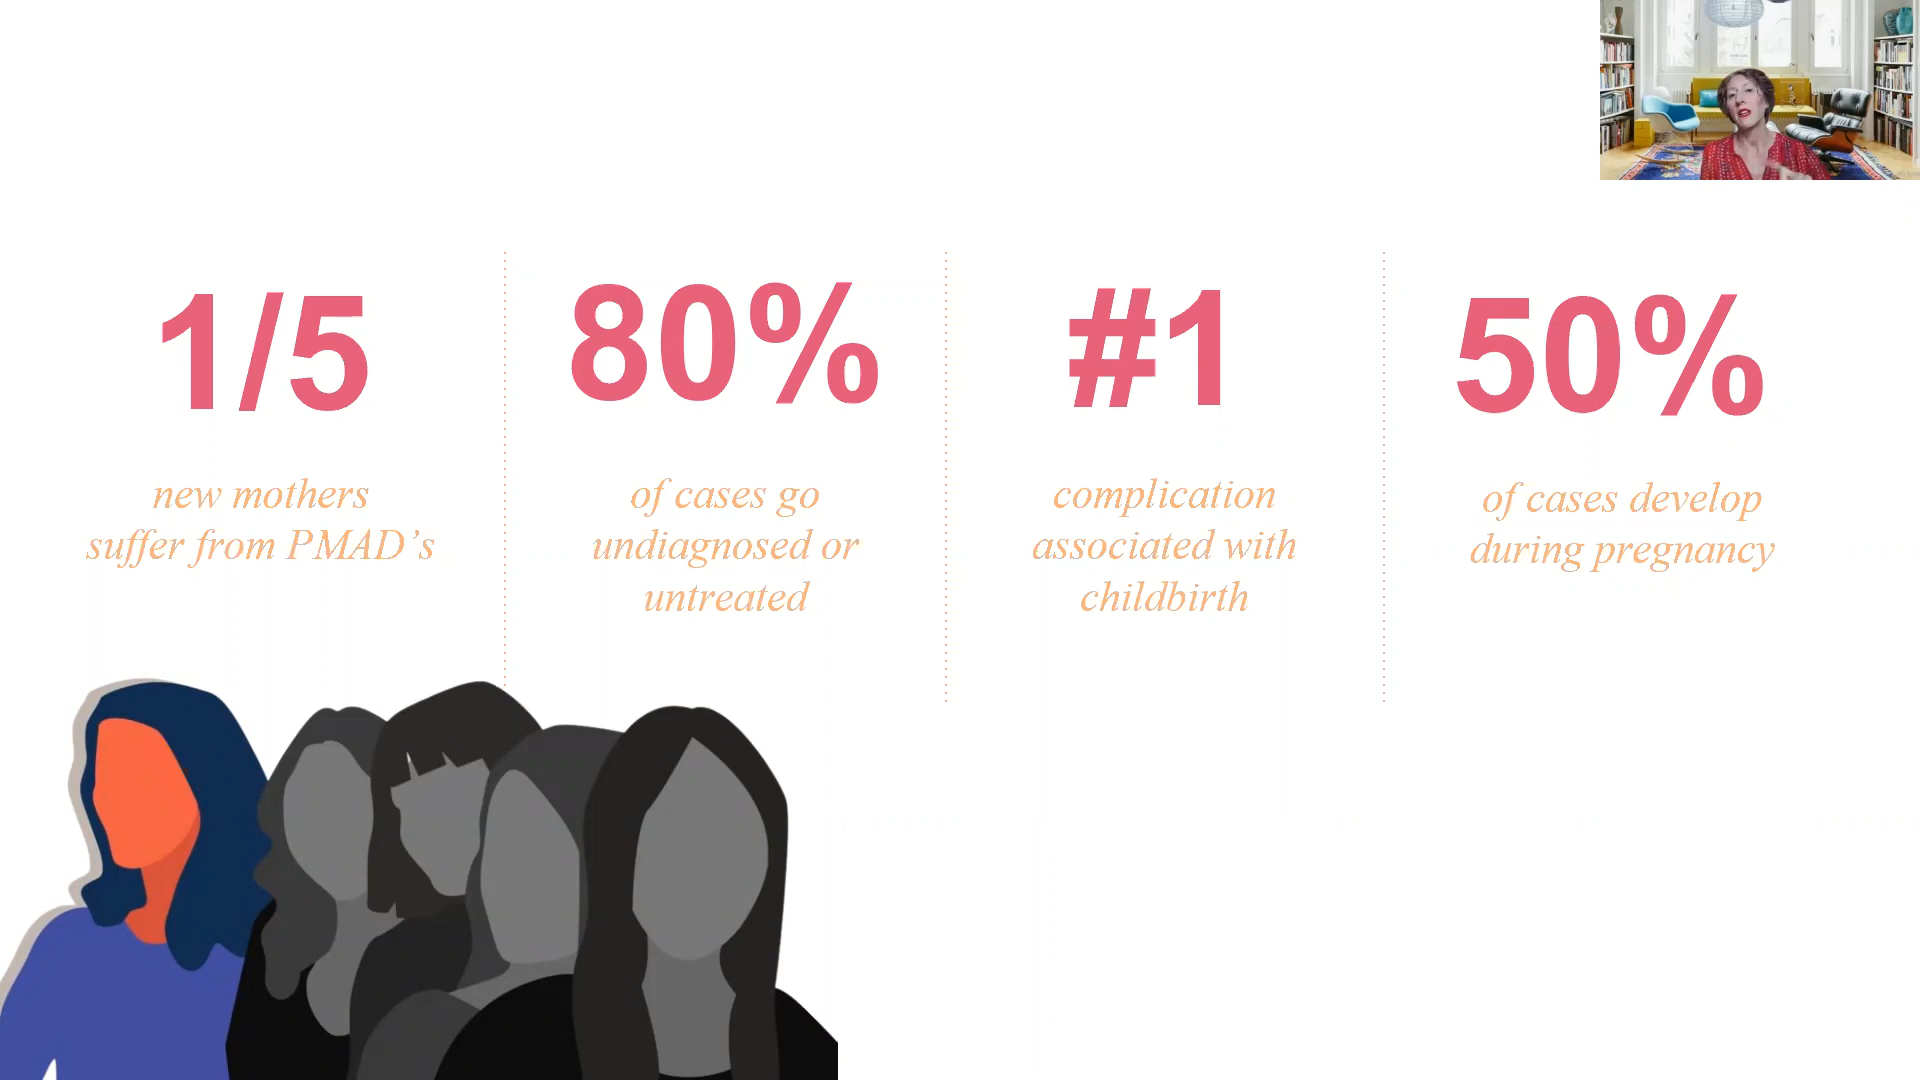 1/5
new mothers
suffer from PMAD’s
80%
of cases go
undiagnosed or
untreated
#1
complication
associated with
childbirth
50%
of cases develop
during pregnancy